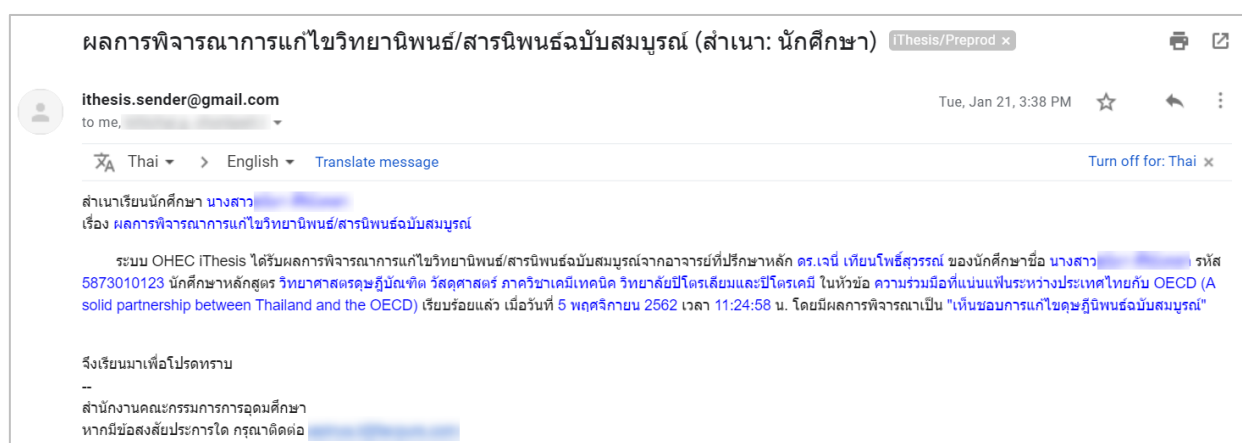 ผลการพิจารณาการแก้ไขวิทยานิพนธ์/สารนิพนธ์ฉบับสมบูรณ์ (สำเนา: นักศึกษา) iThesis/Preprod ×
ithesis.sender@gmail.com Tue, Jan 21, 3:38 PM
to me,
Thai > English Translate message Turn off for: Thai ×
สำเนาเรียนนักศึกษา นางสาว
เรื่อง ผลการพิจารณาการแก้ไขวิทยานิพนธ์/สารนิพนธ์ฉบับสมบูรณ์
ระบบ OHEC iThesis ได้รับผลการพิจารณาการแก้ไขวิทยานิพนธ์/สารนิพนธ์ฉบับสมบูรณ์จากอาจารย์ที่ปรึกษาหลัก ดร.เจนี่ เทียนโพธิ์สุวรรณ์ ของนักศึกษาชื่อ นางสาว รหัส
5873010123 นักศึกษาหลักสูตร วิทยาศาสตรดุษฎีบัณฑิต วัสดุศาสตร์ ภาควิชาเคมีเทคนิค วิทยาลัยปิโตรเลียมและปิโตรเคมี ในหัวข้อ ความร่วมมือที่แน่นแฟ้นระหว่างประเทศไทยกับ OECD (A
solid partnership between Thailand and the OECD) เรียบร้อยแล้ว เมื่อวันที่ 5 พฤศจิกายน 2562 เวลา 11:24:58 น. โดยมีผลการพิจารณาเป็น "เห็นชอบการแก้ไขดุษฎีนิพนธ์ฉบับสมบูรณ์"
จึงเรียนมาเพื่อโปรดทราบ
--
สำนักงานคณะกรรมการการอุดมศึกษา
หากมีข้อสงสัยประการใด กรุณาติดต่อ